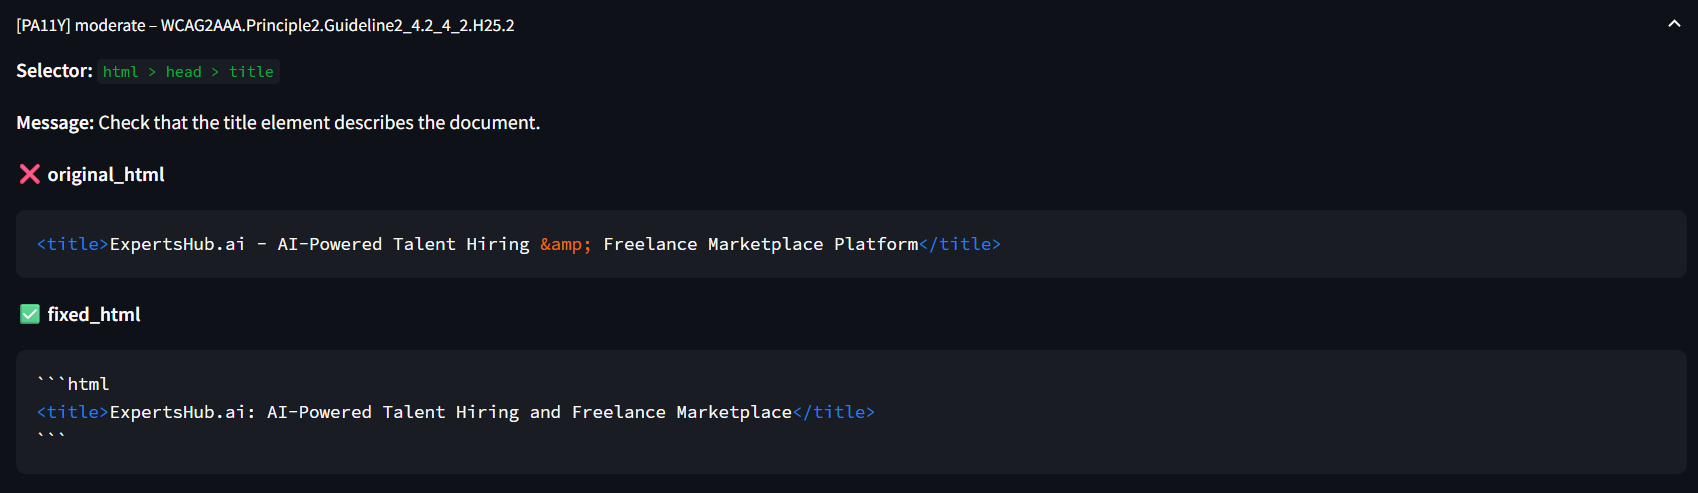 [PA11Y] moderate – WCAG2AAA.Principle2.Guideline2_4.2_4_2.H25.2
Selector: html > head > title
Message: Check that the title element describes the document.
❌ original_html
<title>ExpertsHub.ai - AI-Powered Talent Hiring &amp; Freelance Marketplace Platform</title>
✅ fixed_html
```html
<title>ExpertsHub.ai: AI-Powered Talent Hiring and Freelance Marketplace</title>
```